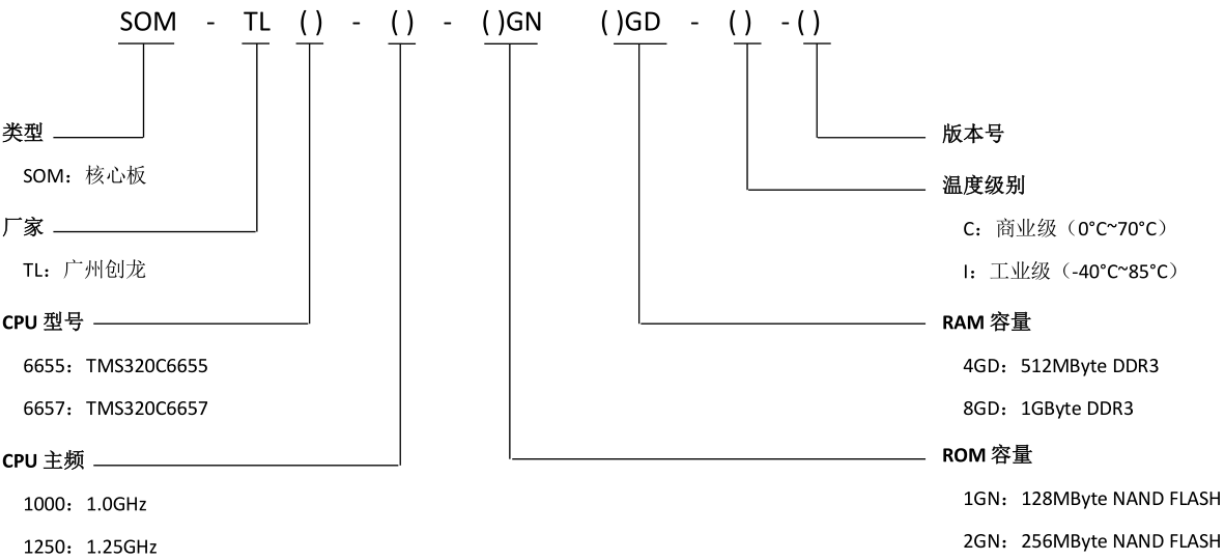 SOM - TL ( ) - ( ) - ( )GN ( )GD - ( ) - ( )
类型
SOM：核心板
厂家
TL：广州创龙
CPU 型号
6655：TMS320C6655
6657：TMS320C6657
CPU 主频
1000：1.0GHz
1250：1.25GHz
版本号
温度级别
C：商业级（0°C~70°C）
I：工业级（-40°C~85°C）
RAM 容量
4GD：512MByte DDR3
8GD：1GByte DDR3
ROM 容量
1GN：128MByte NAND FLASH
2GN：256MByte NAND FLASH